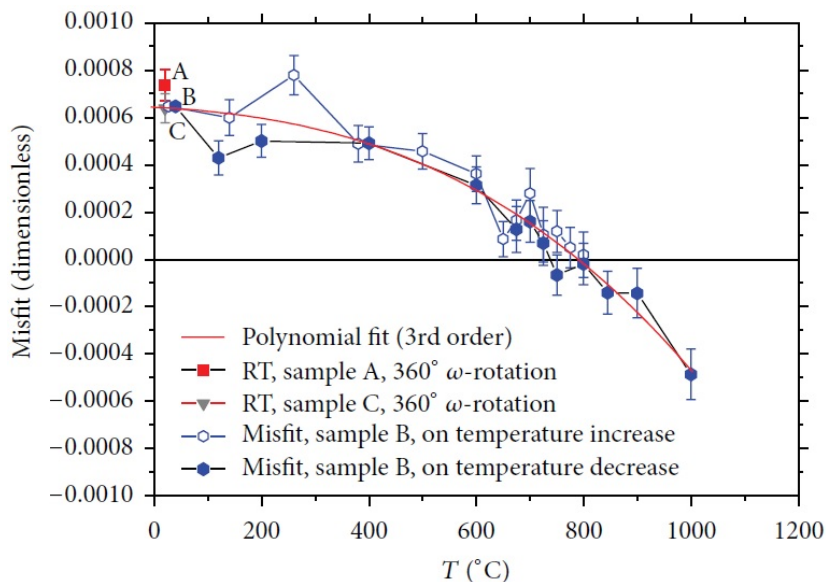 0.0010
0.0008
0.0006
0.0004
0.0002
0.0000
−0.0002
−0.0004
−0.0006
−0.0008
−0.0010
Misfit (dimensionless)
A
B
C
Polynomial fit (3rd order)
RT, sample A, 360° ω-rotation
RT, sample C, 360° ω-rotation
Misfit, sample B, on temperature increase
Misfit, sample B, on temperature decrease
0 200 400 600 800 1000 1200
T (°C)